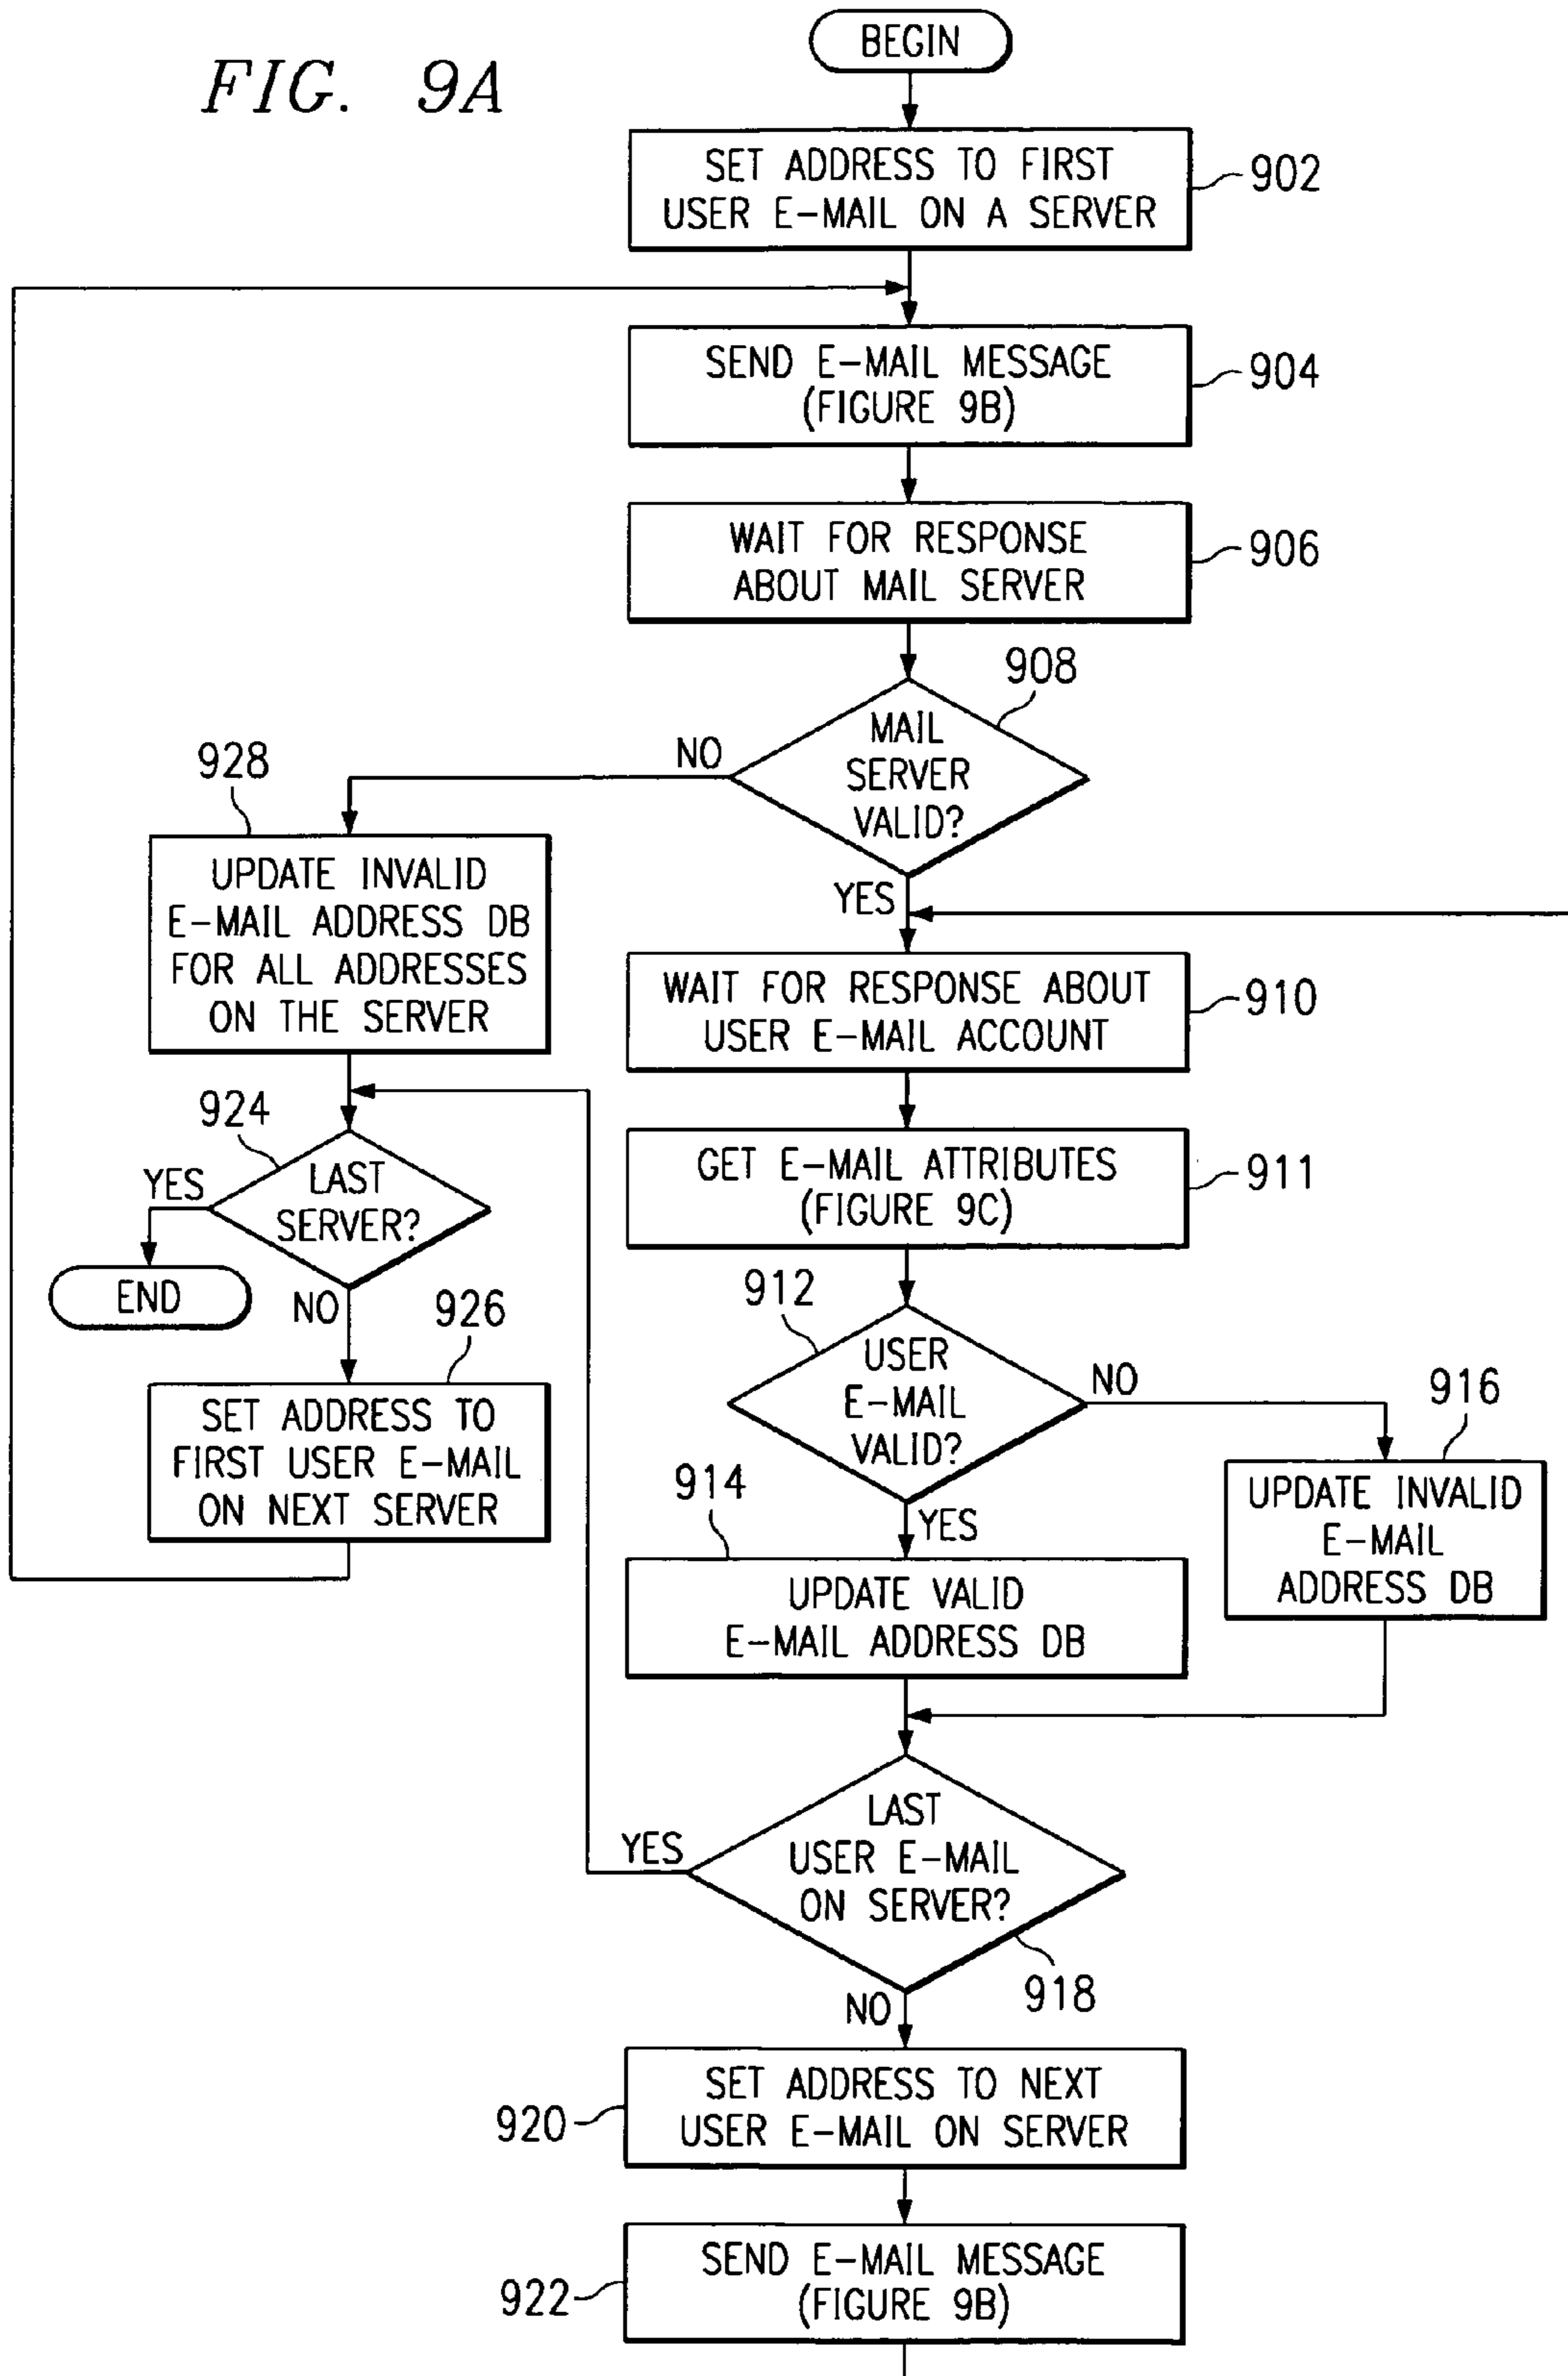 FIG. 9A
BEGIN
SET ADDRESS TO FIRST
USER E-MAIL ON A SERVER
902
SEND E-MAIL MESSAGE
(FIGURE 9B)
904
WAIT FOR RESPONSE
ABOUT MAIL SERVER
906
908
MAIL
SERVER
VALID?
NO
YES
928
UPDATE INVALID
E-MAIL ADDRESS DB
FOR ALL ADDRESSES
ON THE SERVER
WAIT FOR RESPONSE ABOUT
USER E-MAIL ACCOUNT
910
924
LAST
SERVER?
YES
END
NO
GET E-MAIL ATTRIBUTES
(FIGURE 9C)
911
926
SET ADDRESS TO
FIRST USER E-MAIL
ON NEXT SERVER
912
USER
E-MAIL
VALID?
NO
YES
916
UPDATE INVALID
E-MAIL
ADDRESS DB
914
UPDATE VALID
E-MAIL ADDRESS DB
LAST
USER E-MAIL
ON SERVER?
YES
918
NO
SET ADDRESS TO NEXT
USER E-MAIL ON SERVER
920
SEND E-MAIL MESSAGE
(FIGURE 9B)
922